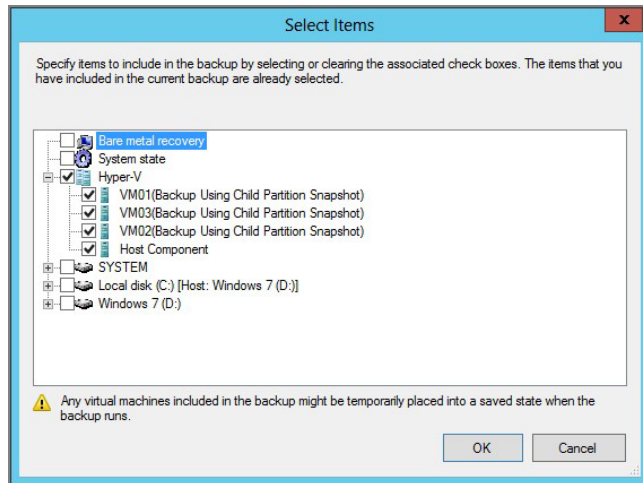 Select Items
x
Specify items to include in the backup by selecting or clearing the associated check boxes. The items that you
have included in the current backup are already selected.
Bare metal recovery
System state
Hyper-V
VM01(Backup Using Child Partition Snapshot)
VM03(Backup Using Child Partition Snapshot)
VM02(Backup Using Child Partition Snapshot)
Host Component
SYSTEM
Local disk (C:) [Host: Windows 7 (D:)]
Windows 7 (D:)
Any virtual machines included in the backup might be temporarily placed into a saved state when the
backup runs.
OK
Cancel